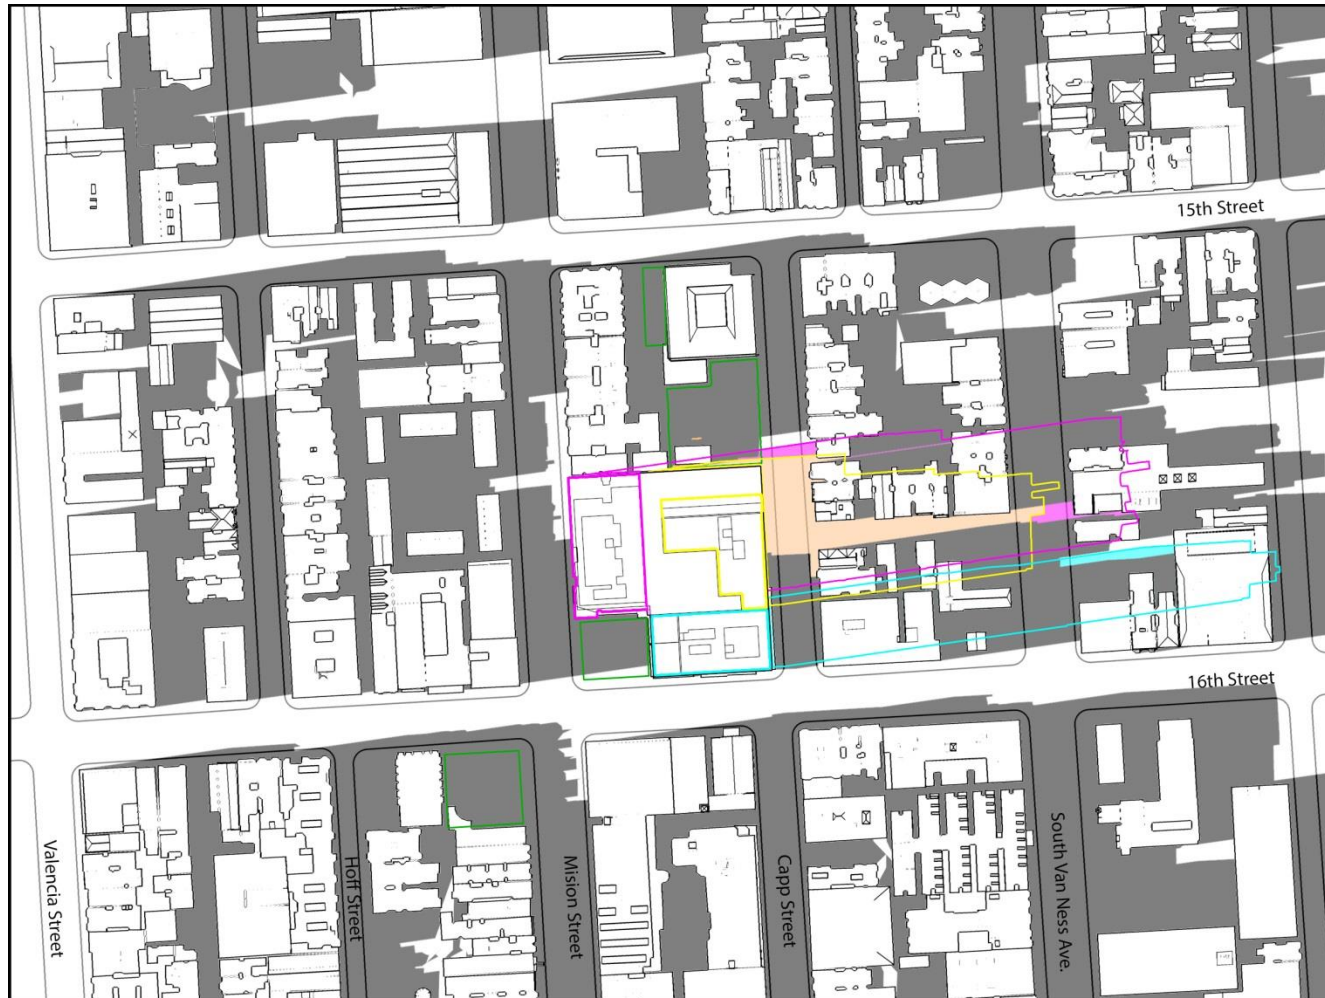 15th Street
16th Street
Valencia Street
Hoff Street
Mision Street
Capp Street
South Van Ness Ave.